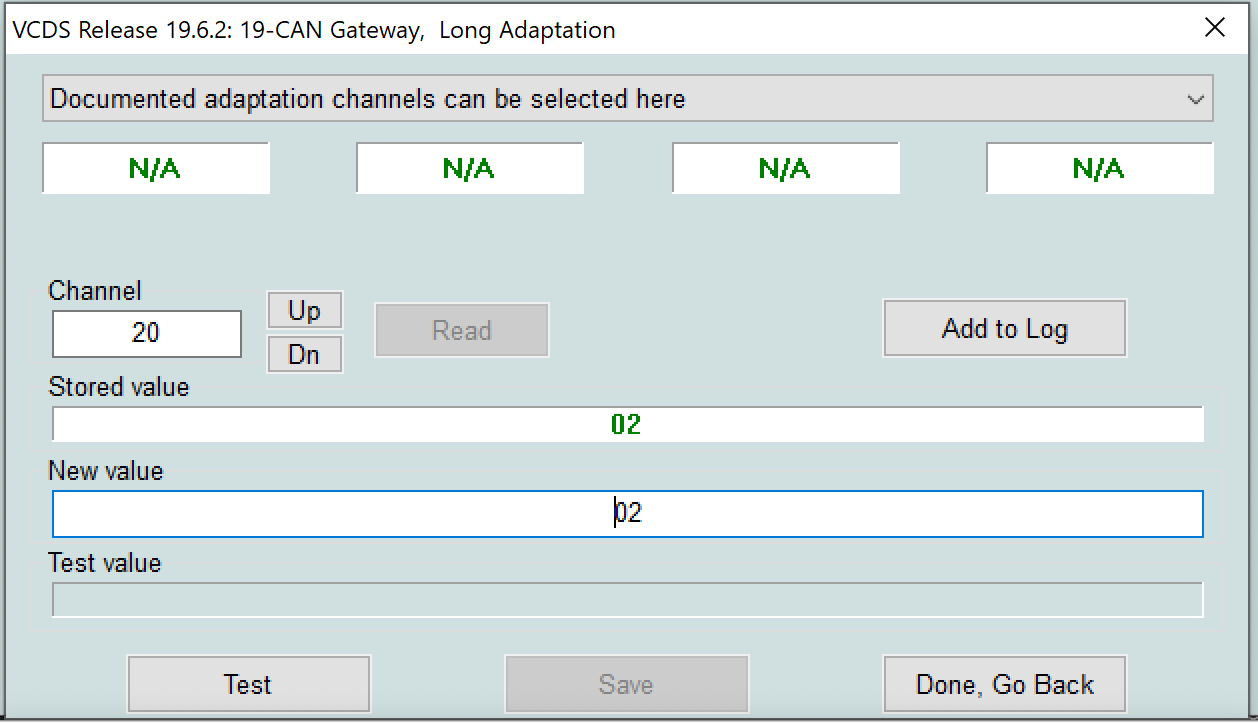 VCDS Release 19.6.2: 19-CAN Gateway,  Long Adaptation
Documented adaptation channels can be selected here
N/A N/A N/A N/A
Channel
20
Up
Dn
Read
Add to Log
Stored value
02
New value
02
Test value
Test Save Done, Go Back